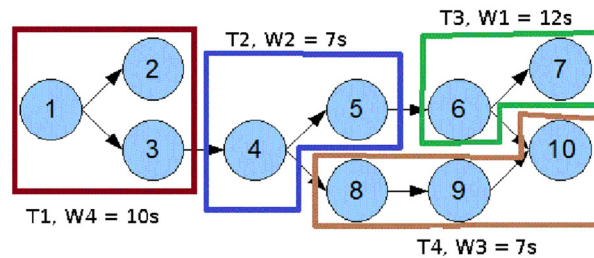 T3, W1 = 12s
T2, W2 = 7s
2
7
1
5
6
3
4
10
8
9
T1, W4 = 10s
T4, W3 = 7s